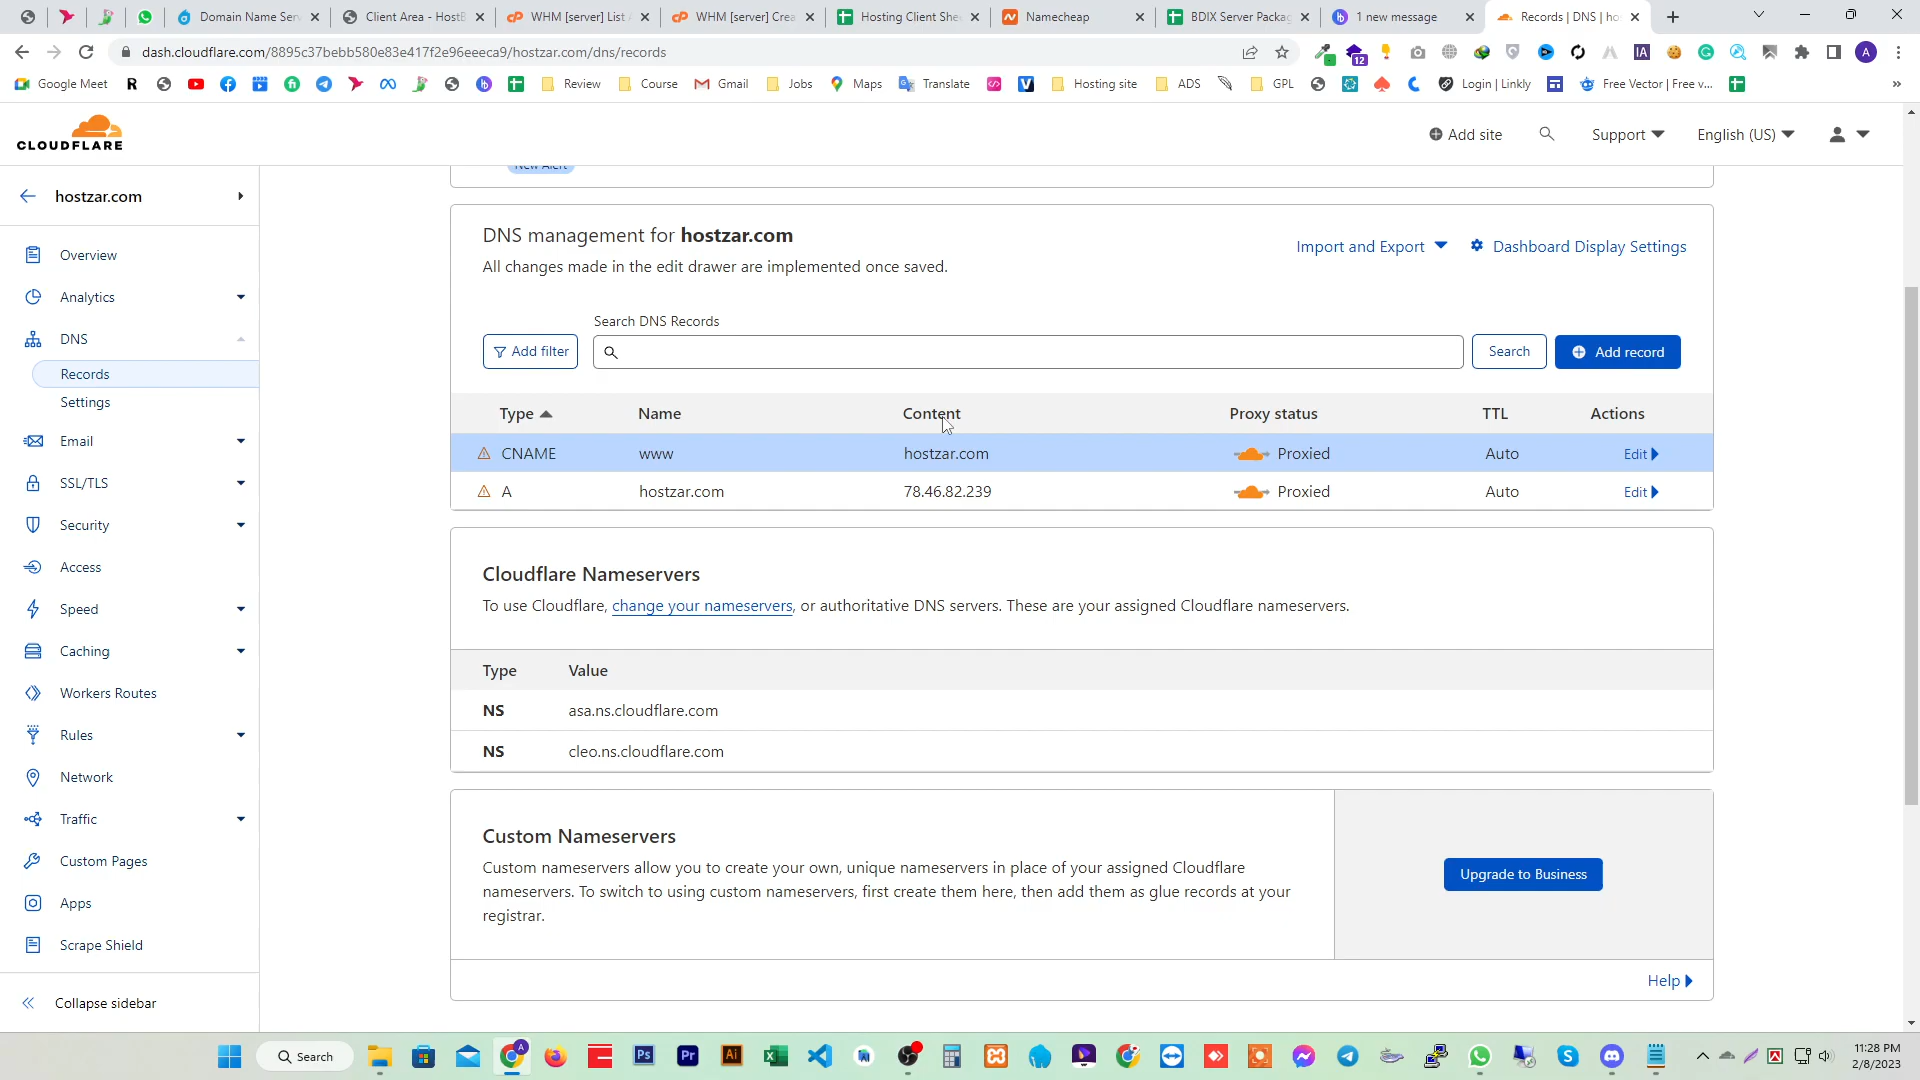 Domain Name Serv
Client Area - HostB
WHM [server] List A
WHM [server] Crea
Hosting Client Shee
Namecheap
BDIX Server Packag
1 new message
Records | DNS | hos
dash.cloudflare.com/8895c37bebb580e83e417f2e96eeeca9/hostzar.com/dns/records
12
A
Google Meet
R
Review
Course
Gmail
Jobs
Maps
Translate
Hosting site
ADS
GPL
Login | Linkly
Free Vector | Free v...
CLOUDFLARE
Add site
Support
English (US)
hostzar.com
Overview
Analytics
DNS
Records
Settings
Email
SSL/TLS
Security
Access
Speed
Caching
Workers Routes
Rules
Network
Traffic
Custom Pages
Apps
Scrape Shield
Collapse sidebar
New Alert
DNS management for hostzar.com
All changes made in the edit drawer are implemented once saved.
Import and Export
Dashboard Display Settings
Search DNS Records
Add filter
Search
Add record
Type Name Content Proxy status TTL Actions
CNAME www hostzar.com Proxied Auto Edit
A hostzar.com 78.46.82.239 Proxied Auto Edit
Cloudflare Nameservers
To use Cloudflare, change your nameservers, or authoritative DNS servers. These are your assigned Cloudflare nameservers.
Type Value
NS asa.ns.cloudflare.com
NS cleo.ns.cloudflare.com
Custom Nameservers
Custom nameservers allow you to create your own, unique nameservers in place of your assigned Cloudflare
nameservers. To switch to using custom nameservers, first create them here, then add them as glue records at your
registrar.
Upgrade to Business
Help
Search
A
Ps
Pr
Ai
11:28 PM
2/8/2023